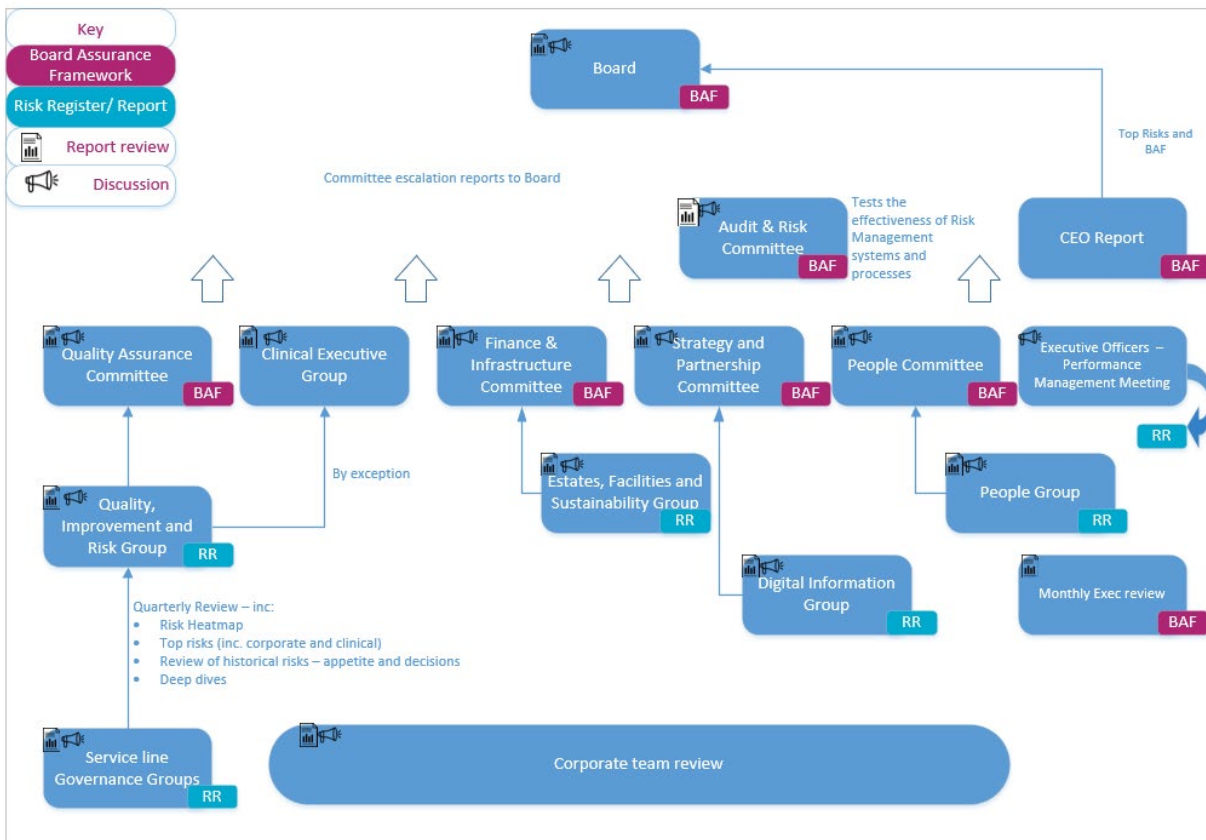 Key
Board Assurance
Framework
Risk Register/ Report
Report review
Discussion
Board
BAF
Top Risks and
BAF
Committee escalation reports to Board
Audit & Risk
Committee
BAF
Tests the
effectiveness of Risk
Management
systems and
processes
CEO Report
BAF
Quality Assurance
Committee
BAF
Clinical Executive
Group
Finance &
Infrastructure
Committee
BAF
Strategy and
Partnership
Committee
BAF
People Committee
BAF
Executive Officers –
Performance
Management Meeting
RR
By exception
Quality,
Improvement and
Risk Group
RR
Estates, Facilities and
Sustainability Group
RR
People Group
RR
Digital Information
Group
RR
Monthly Exec review
BAF
Quarterly Review – inc:
• Risk Heatmap
• Top risks (inc. corporate and clinical)
• Review of historical risks – appetite and decisions
• Deep dives
Service line
Governance Groups
RR
Corporate team review